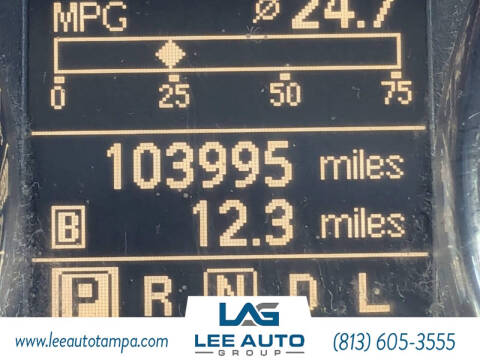 MPG ⌀ 24.7
0 25 50 75
103995 miles
B 12.3 miles
P R N D L
LAG
www.leeautotampa.com LEE AUTO (813) 605-3555
GROUP